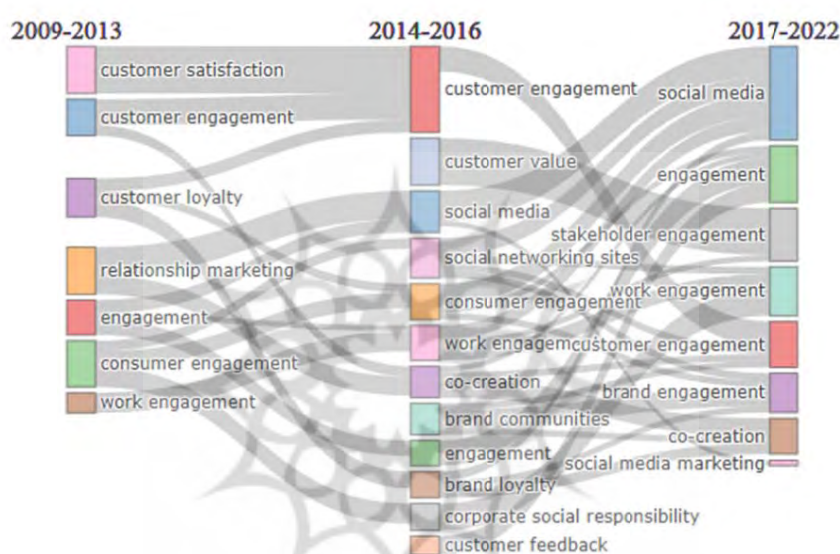 2009-2013
2014-2016
2017-2022
customer satisfaction
customer engagement
customer loyalty
relationship marketing
engagement
consumer engagement
work engagement
customer engagement
customer value
social media
social networking sites
consumer engagement
work engagem
co-creation
brand communities
engagement
brand loyalty
corporate social responsibility
customer feedback
social media
engagement
stakeholder engagement
work engagement
customer engagement
brand engagement
co-creation
social media marketing